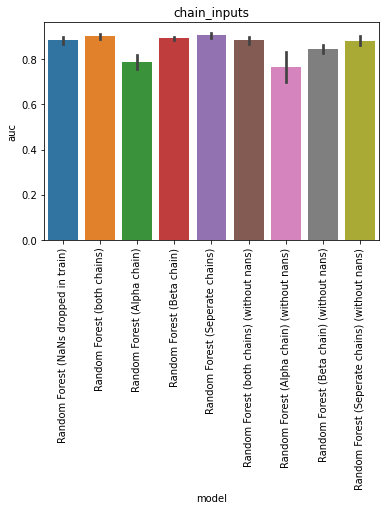 chain_inputs
auc
0.8
0.6
0.4
0.2
0.0
Random Forest (NaNs dropped in train)
Random Forest (both chains)
Random Forest (Alpha chain)
Random Forest (Beta chain)
Random Forest (Seperate chains)
Random Forest (both chains) (without nans)
Random Forest (Alpha chain) (without nans)
Random Forest (Beta chain) (without nans)
Random Forest (Seperate chains) (without nans)
model